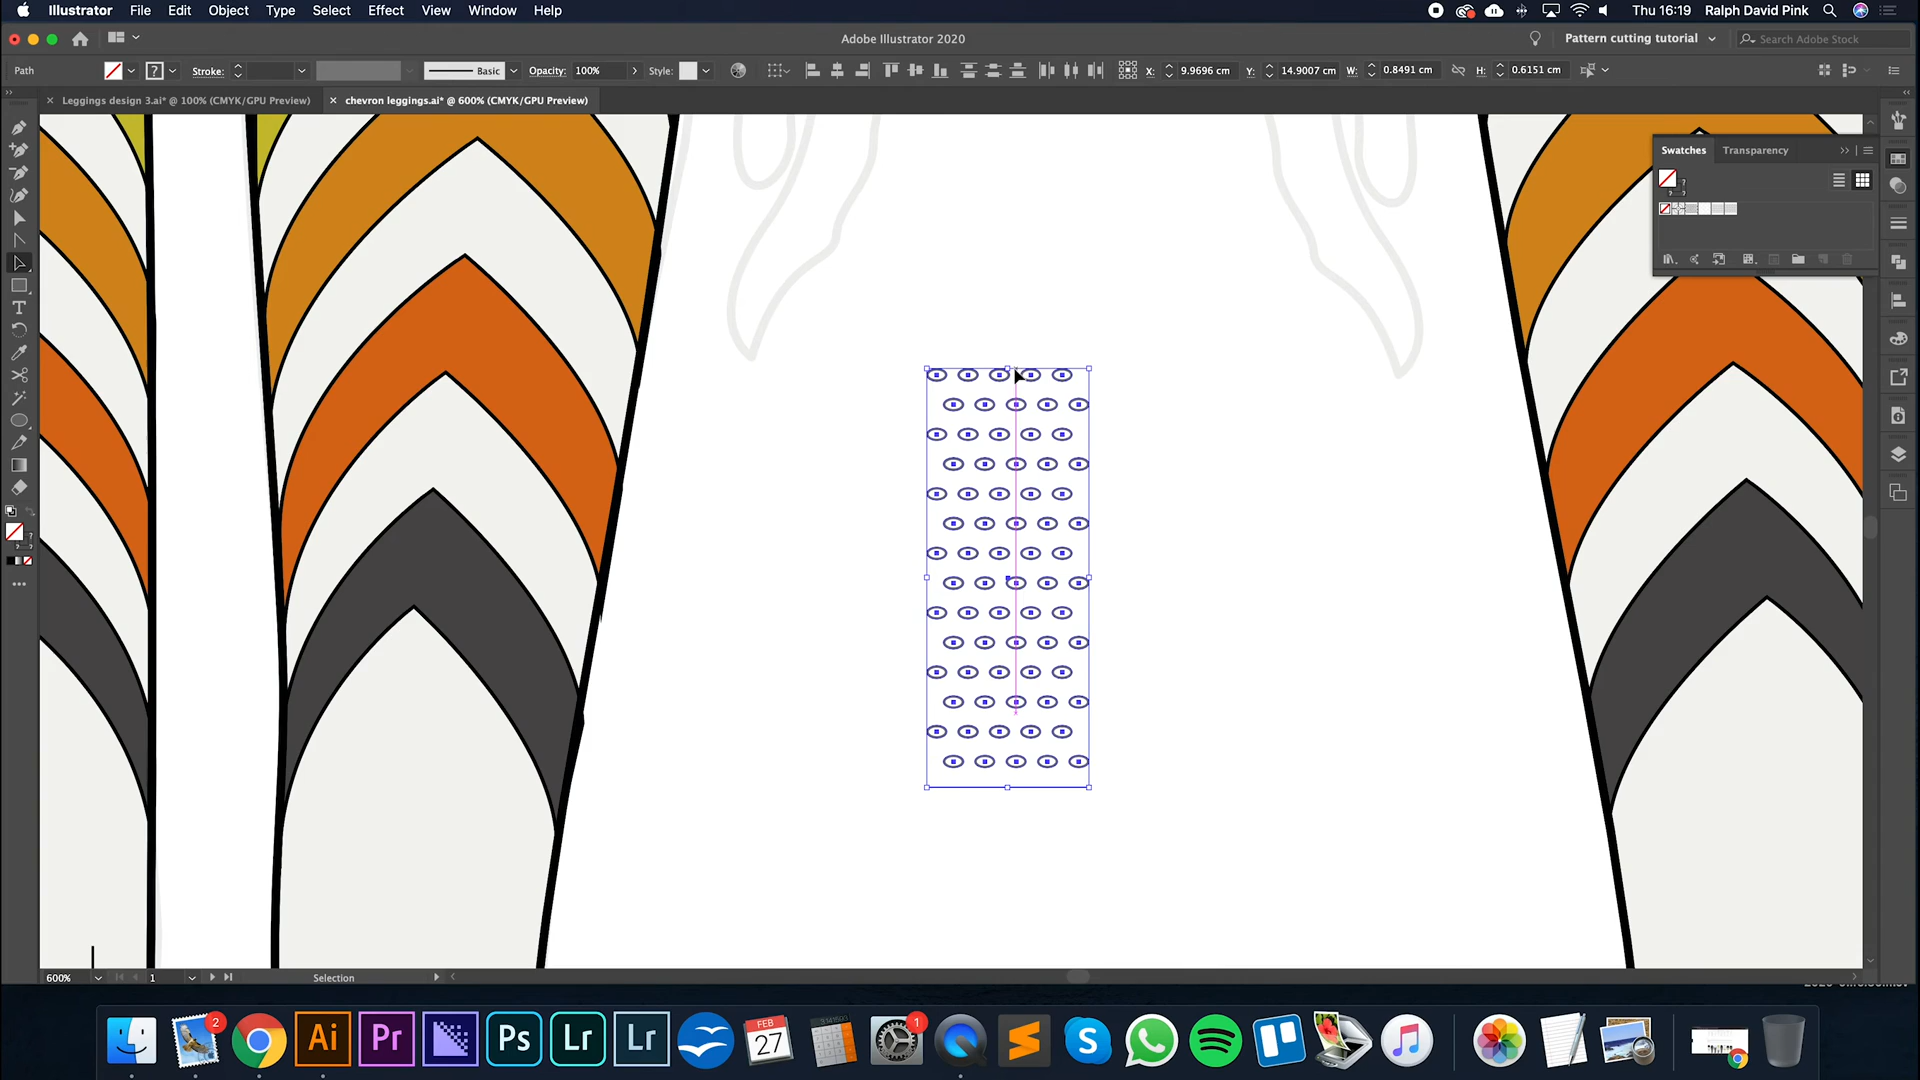 Illustrator File Edit Object Type Select Effect View Window Help
Thu 16:19 Ralph David Pink
Adobe Illustrator 2020
Pattern cutting tutorial
Search Adobe Stock
Path
Stroke:
Basic
Opacity: 100%
Style:
X: 9.9696 cm
Y: 14.9007 cm
W: 0.8491 cm
H: 0.6151 cm
Leggings design 3.ai* @ 100% (CMYK/GPU Preview)
chevron leggings.ai* @ 600% (CMYK/GPU Preview)
Swatches Transparency
600%
1
Selection
2
Ai
Pr
Ps
Lr
Lr
FEB
27
1